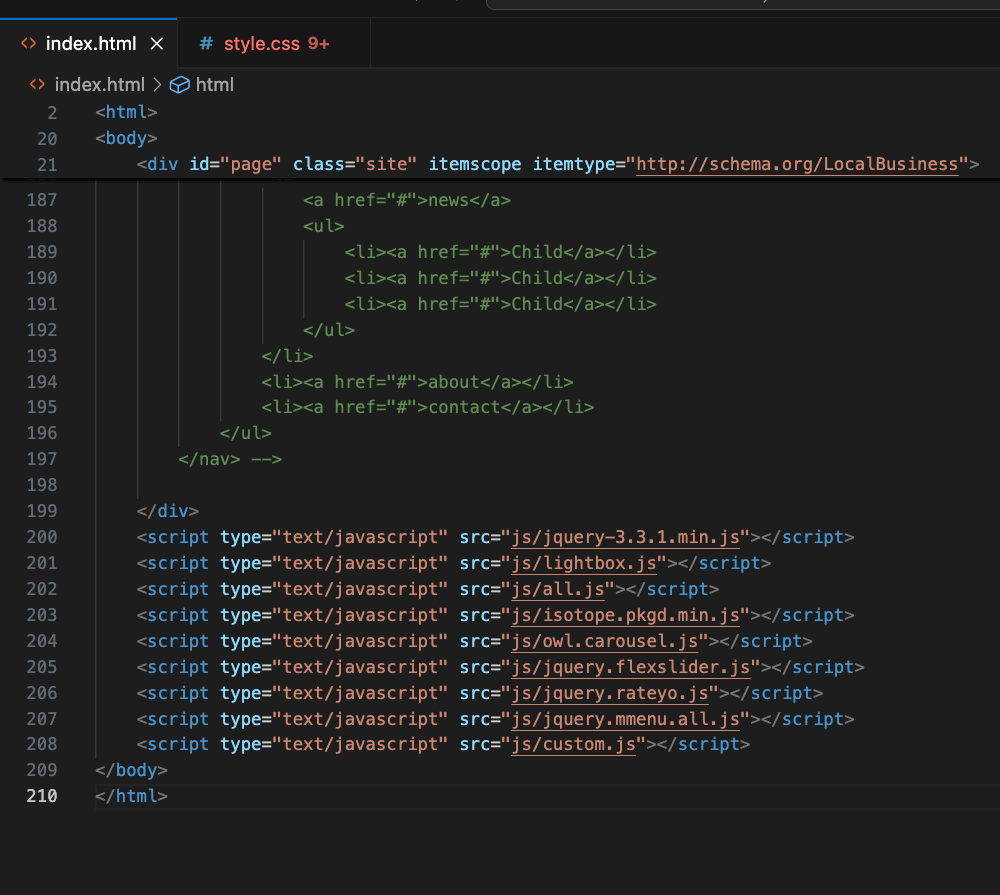 index.html
# style.css 9+
index.html > html
2 <html>
20 <body>
21 <div id="page" class="site" itemscope itemtype="http://schema.org/LocalBusiness">
187 <a href="#">news</a>
188 <ul>
189 <li><a href="#">Child</a></li>
190 <li><a href="#">Child</a></li>
191 <li><a href="#">Child</a></li>
192 </ul>
193 </li>
194 <li><a href="#">about</a></li>
195 <li><a href="#">contact</a></li>
196 </ul>
197 </nav> -->
198
199 </div>
200 <script type="text/javascript" src="js/jquery-3.3.1.min.js"></script>
201 <script type="text/javascript" src="js/lightbox.js"></script>
202 <script type="text/javascript" src="js/all.js"></script>
203 <script type="text/javascript" src="js/isotope.pkgd.min.js"></script>
204 <script type="text/javascript" src="js/owl.carousel.js"></script>
205 <script type="text/javascript" src="js/jquery.flexslider.js"></script>
206 <script type="text/javascript" src="js/jquery.rateyo.js"></script>
207 <script type="text/javascript" src="js/jquery.mmenu.all.js"></script>
208 <script type="text/javascript" src="js/custom.js"></script>
209 </body>
210 </html>